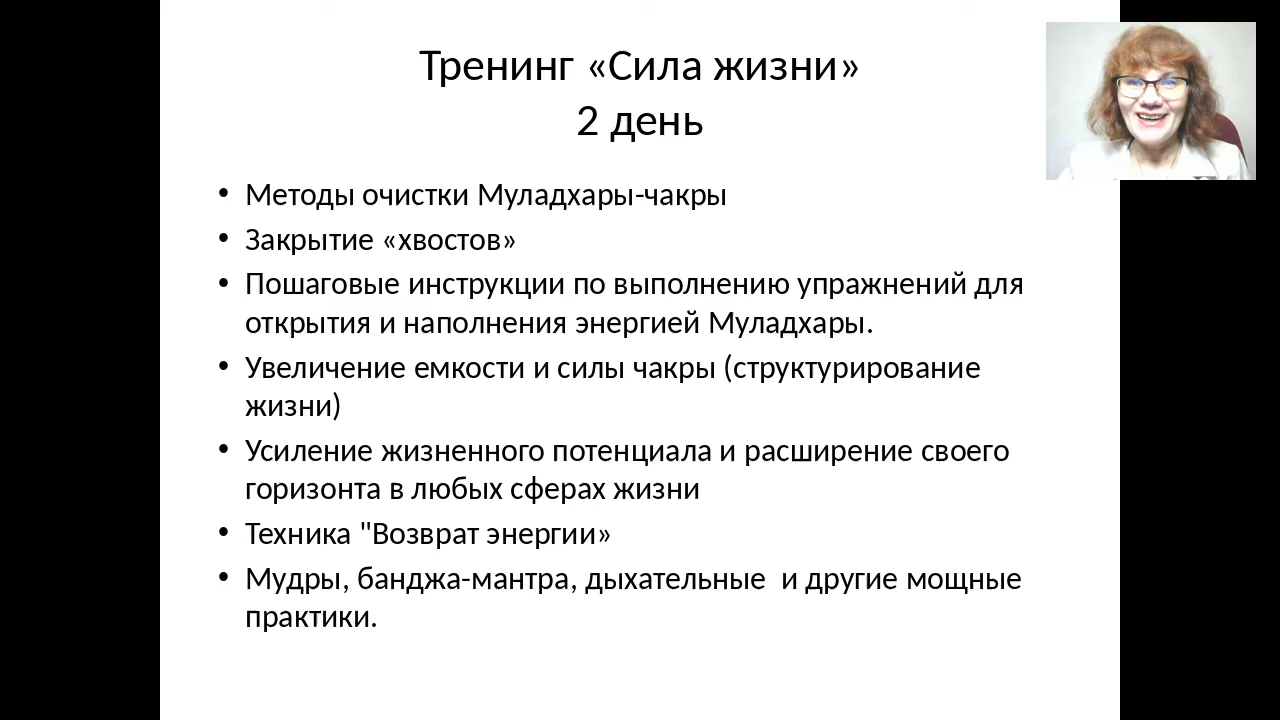 Тренинг «Сила жизни»
2 день
• Методы очистки Муладхары-чакры
• Закрытие «хвостов»
• Пошаговые инструкции по выполнению упражнений для
открытия и наполнения энергией Муладхары.
• Увеличение емкости и силы чакры (структурирование
жизни)
• Усиление жизненного потенциала и расширение своего
горизонта в любых сферах жизни
• Техника "Возврат энергии»
• Мудры, банджа-мантра, дыхательные  и другие мощные
практики.